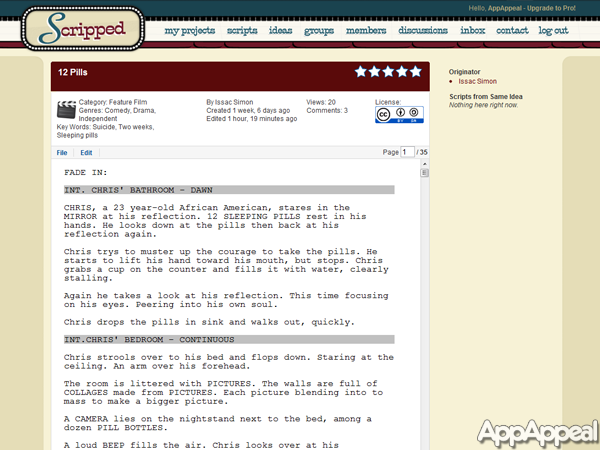 Hello, AppAppeal - Upgrade to Pro!
Scripped
my projects scripts ideas groups members discussions inbox contact log out
12 Pills
Category: Feature Film
Genres: Comedy, Drama,
Independent
Key Words: Suicide, Two weeks,
Sleeping pills
By Issac Simon
Created 1 week, 6 days ago
Edited 1 hour, 19 minutes ago
Views: 20
Comments: 3
License:
cc
BY ND
Originator
Issac Simon
Scripts from Same Idea
Nothing here right now.
File Edit
Page 1 / 35
FADE IN:
INT. CHRIS' BATHROOM - DAWN
CHRIS, a 23 year-old African American, stares in the
MIRROR at his reflection. 12 SLEEPING PILLS rest in his
hands. He looks down at the pills then back at his
reflection again.
Chris trys to muster up the courage to take the pills. He
starts to lift his hand toward his mouth, but stops. Chris
grabs a cup on the counter and fills it with water, clearly
stalling.
Again he takes a look at his reflection. This time focusing
on his eyes. Peering into his own soul.
Chris drops the pills in sink and walks out, quickly.
INT.CHRIS' BEDROOM - CONTINUOUS
Chris strools over to his bed and flops down. Staring at the
ceiling. An arm over his forehead.
The room is littered with PICTURES. The walls are full of
COLLAGES made from PICTURES. Each picture blending into to
mass to make a bigger picture.
A CAMERA lies on the nightstand next to the bed, among a
dozen PILL BOTTLES.
A loud BEEP fills the air. Chris looks over at his
AppAppeal